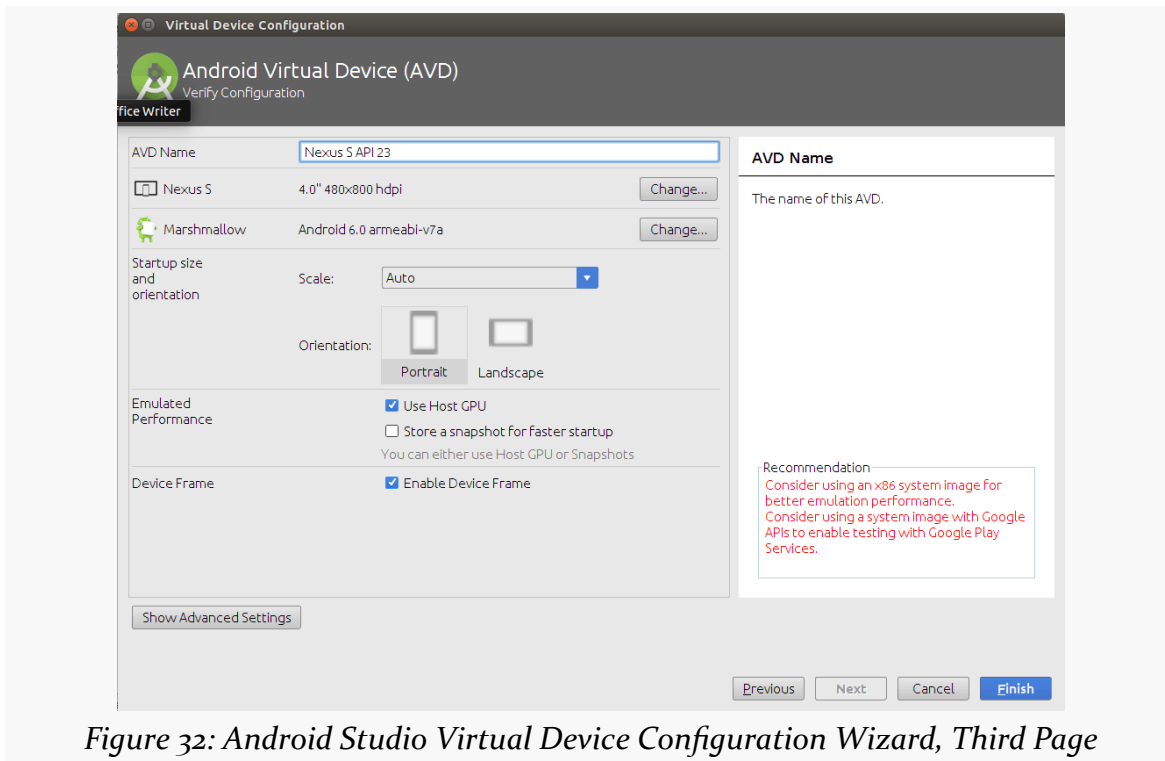 Virtual Device Configuration
Android Virtual Device (AVD)
Verify Configuration
ffice Writer
AVD Name
Nexus S API 23
Nexus S
4.0" 480x800 hdpi
Change...
Marshmallow
Android 6.0 armeabi-v7a
Change...
Startup size
and
orientation
Scale:
Auto
Orientation:
Portrait
Landscape
Emulated
Performance
Use Host GPU
Store a snapshot for faster startup
You can either use Host GPU or Snapshots
Device Frame
Enable Device Frame
AVD Name
The name of this AVD.
Recommendation
Consider using an x86 system image for
better emulation performance.
Consider using a system image with Google
APIs to enable testing with Google Play
Services.
Show Advanced Settings
Previous
Next
Cancel
Finish
Figure 32: Android Studio Virtual Device Configuration Wizard, Third Page